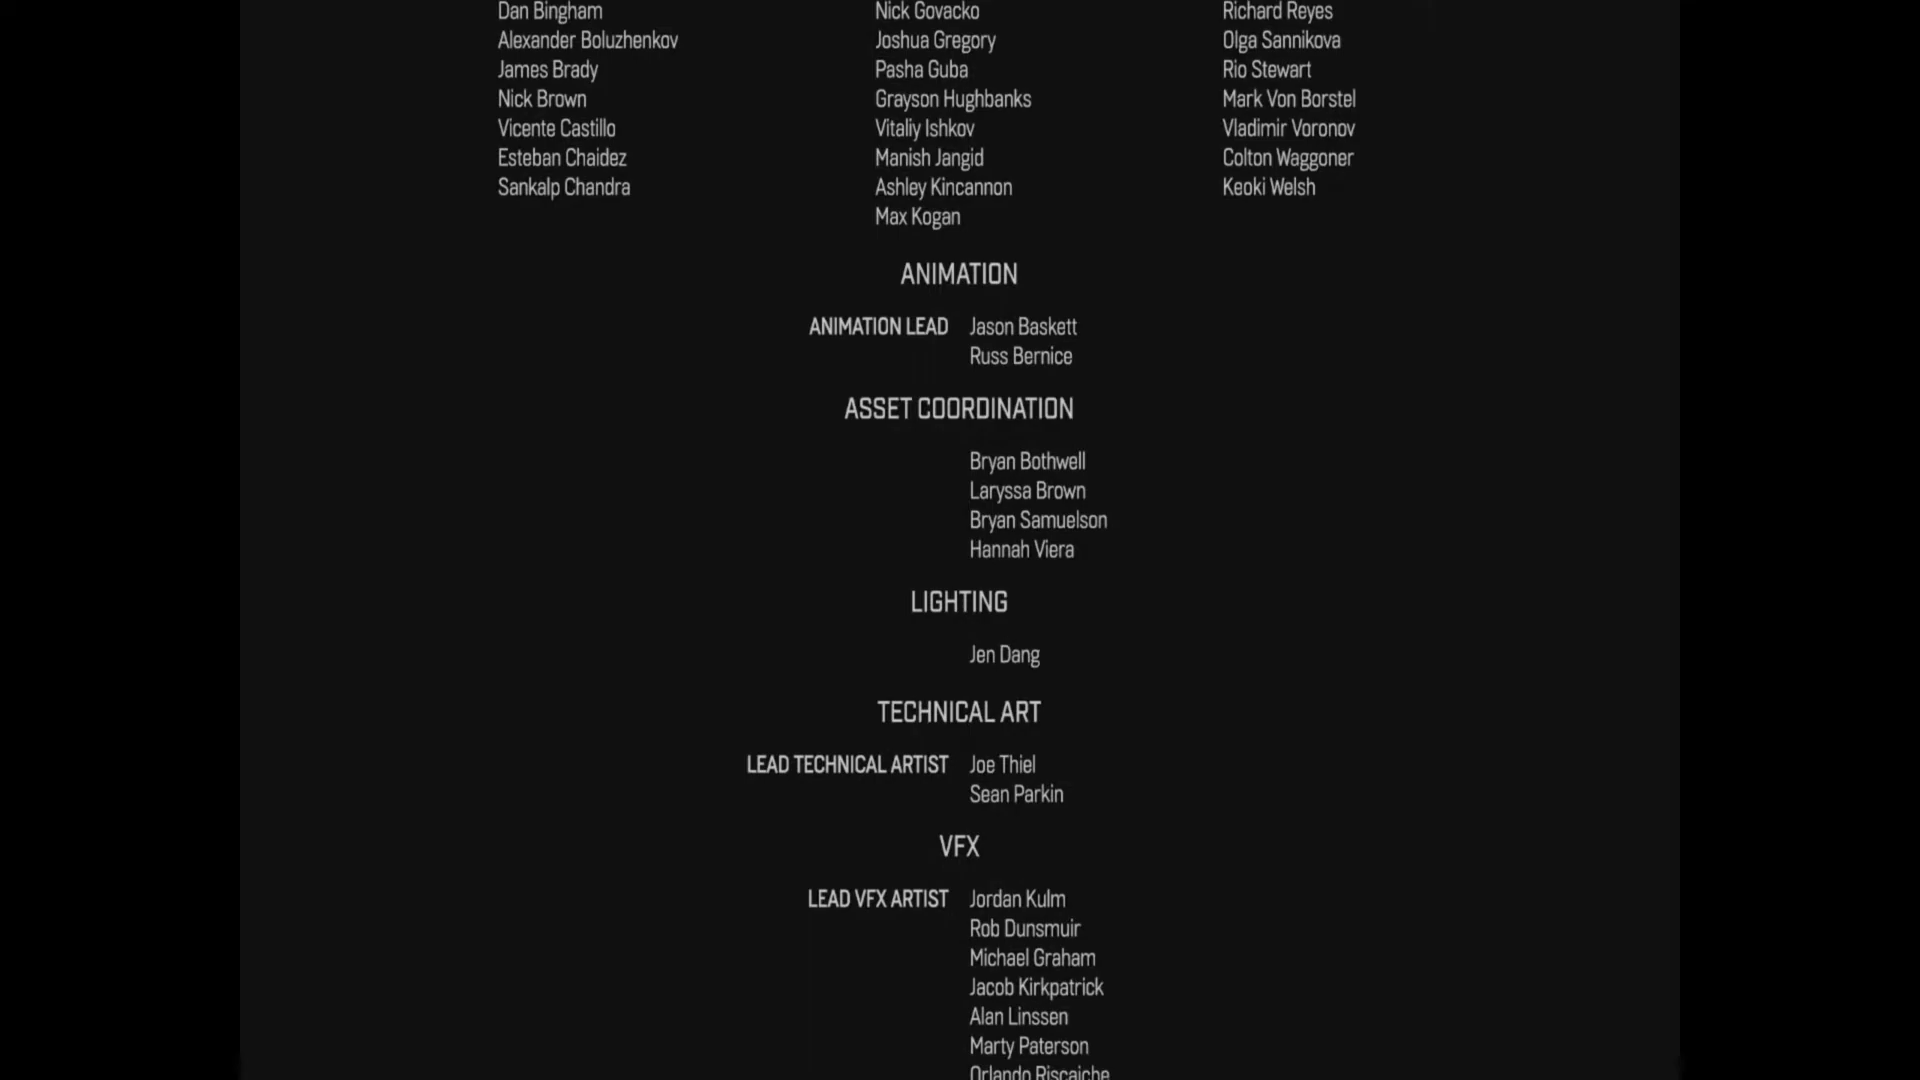 Dan Bingham Nick Govacko Richard Reyes
Alexander Boluzhenkov Joshua Gregory Olga Sannikova
James Brady Pasha Guba Rio Stewart
Nick Brown Grayson Hughbanks Mark Von Borstel
Vicente Castillo Vitaliy Ishkov Vladimir Voronov
Esteban Chaidez Manish Jangid Colton Waggoner
Sankalp Chandra Ashley Kincannon Keoki Welsh
Max Kogan
ANIMATION
ANIMATION LEAD Jason Baskett
Russ Bernice
ASSET COORDINATION
Bryan Bothwell
Laryssa Brown
Bryan Samuelson
Hannah Viera
LIGHTING
Jen Dang
TECHNICAL ART
LEAD TECHNICAL ARTIST Joe Thiel
Sean Parkin
VFX
LEAD VFX ARTIST Jordan Kulm
Rob Dunsmuir
Michael Graham
Jacob Kirkpatrick
Alan Linssen
Marty Paterson
Orlando Riscaiche